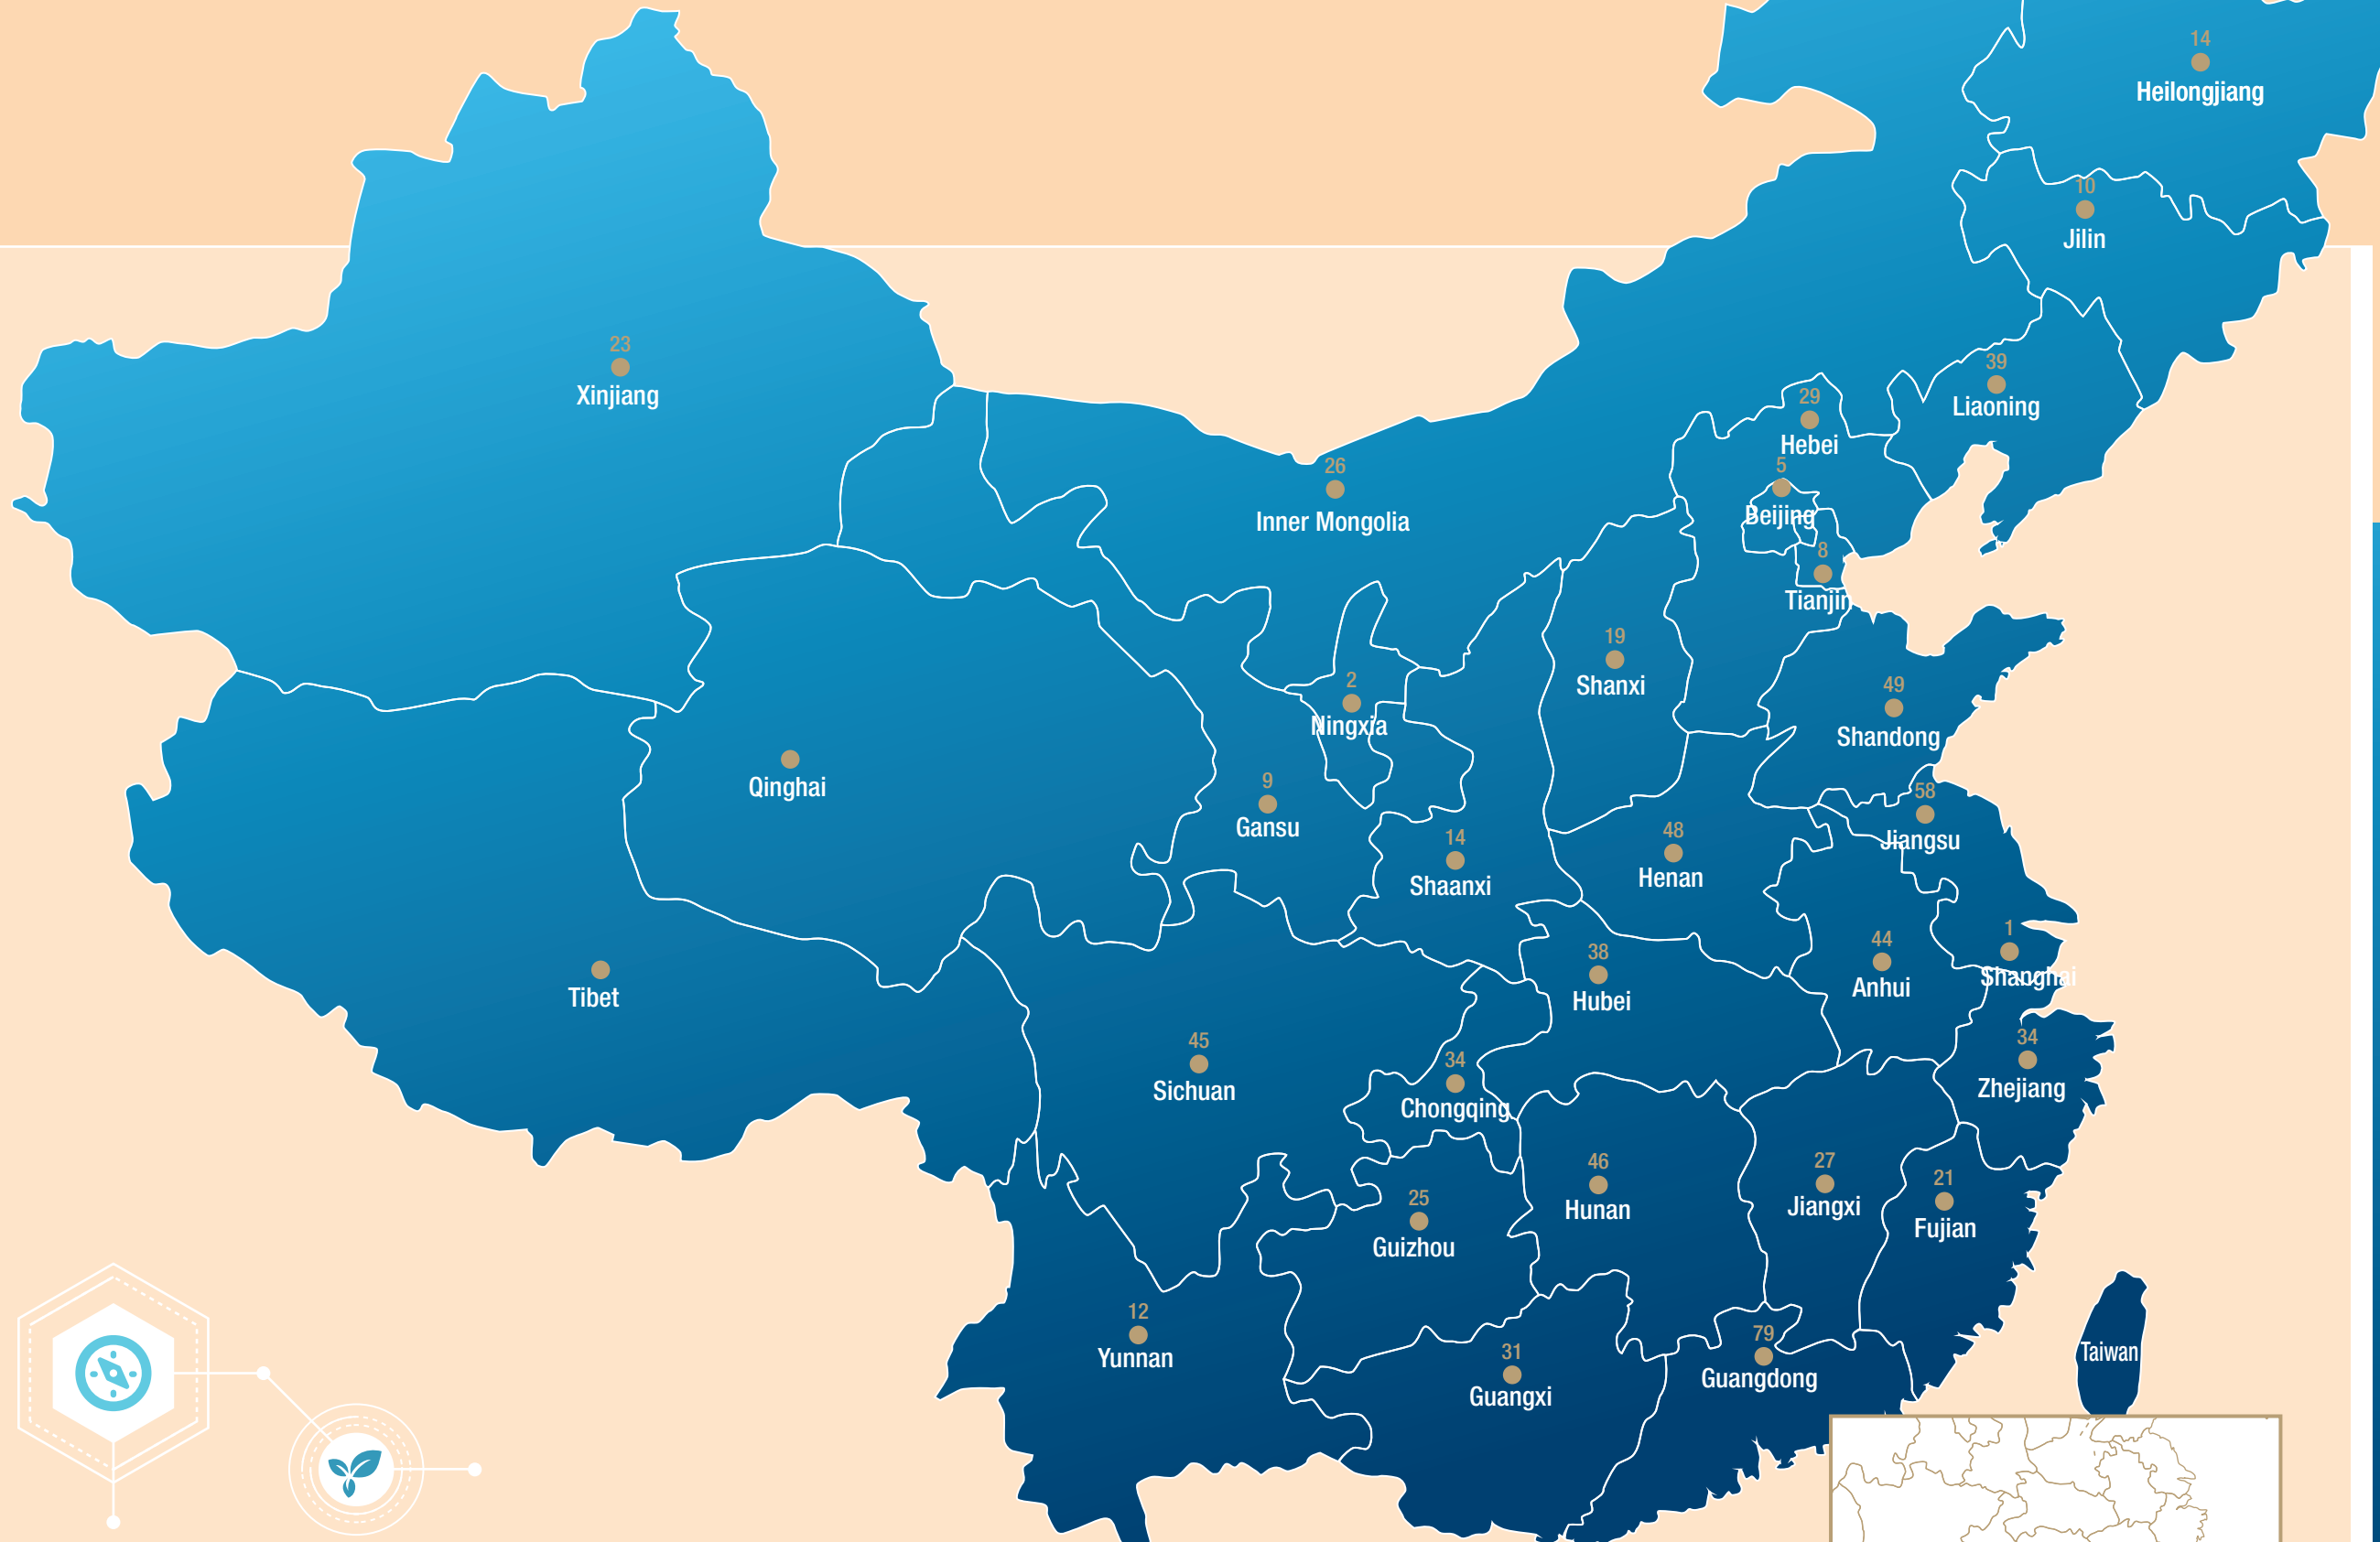 14
Heilongjiang
10
Jilin
23
Xinjiang
39
Liaoning
29
Hebei
5
Beijing
26
Inner Mongolia
8
Tianjin
19
Shanxi
2
Ningxia
49
Shandong
Qinghai
9
Gansu
58
Jiangsu
14
Shaanxi
48
Henan
1
Shanghai
44
Anhui
38
Hubei
Tibet
45
Sichuan
34
Chongqing
34
Zhejiang
46
Hunan
27
Jiangxi
21
Fujian
25
Guizhou
12
Yunnan
31
Guangxi
79
Guangdong
Taiwan